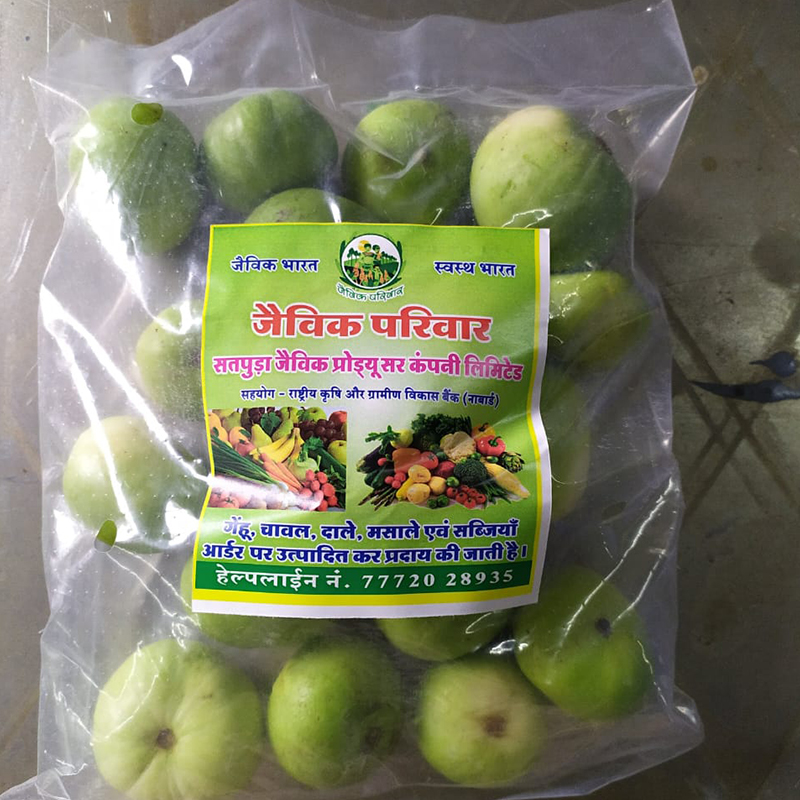 जैविक भारत
स्वस्थ भारत
जैविक परिवार
जैविक परिवार
सतपुड़ा जैविक प्रोड्यूसर कंपनी लिमिटेड
सहयोग - राष्ट्रीय कृषि और ग्रामीण विकास बैंक (नाबार्ड)
गेंहू, चावल, दाले, मसाले एवं सब्जियाँ
आर्डर पर उत्पादित कर प्रदाय की जाती है।
हेल्पलाईन नं. 77720 28935